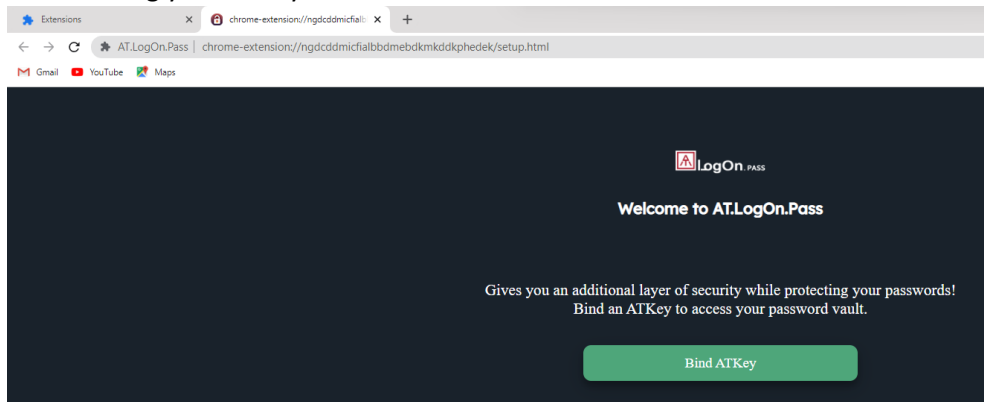 Extensions
chrome-extension://ngdcddmicfialb
AT.LogOn.Pass | chrome-extension://ngdcddmicfialbbdmebdkmkddkphedek/setup.html
Gmail YouTube Maps
LogOn.PASS
Welcome to AT.LogOn.Pass
Gives you an additional layer of security while protecting your passwords!
Bind an ATKey to access your password vault.
Bind ATKey